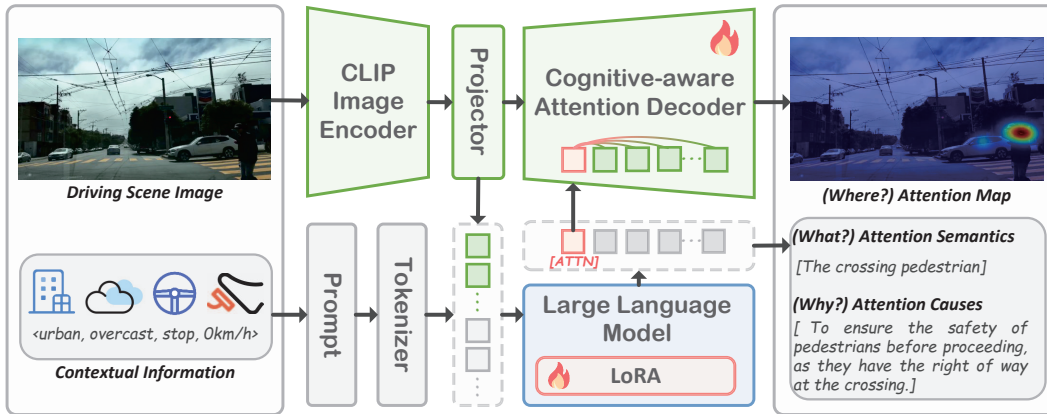 Driving Scene Image
<urban, overcast, stop, 0km/h>
Contextual Information
CLIP
Image
Encoder
Projector
Cognitive-aware
Attention Decoder
Prompt
Tokenizer
[ATTN]
Large Language
Model
LoRA
(Where?) Attention Map
(What?) Attention Semantics
[The crossing pedestrian]
(Why?) Attention Causes
[ To ensure the safety of
pedestrians before proceeding,
as they have the right of way
at the crossing.]